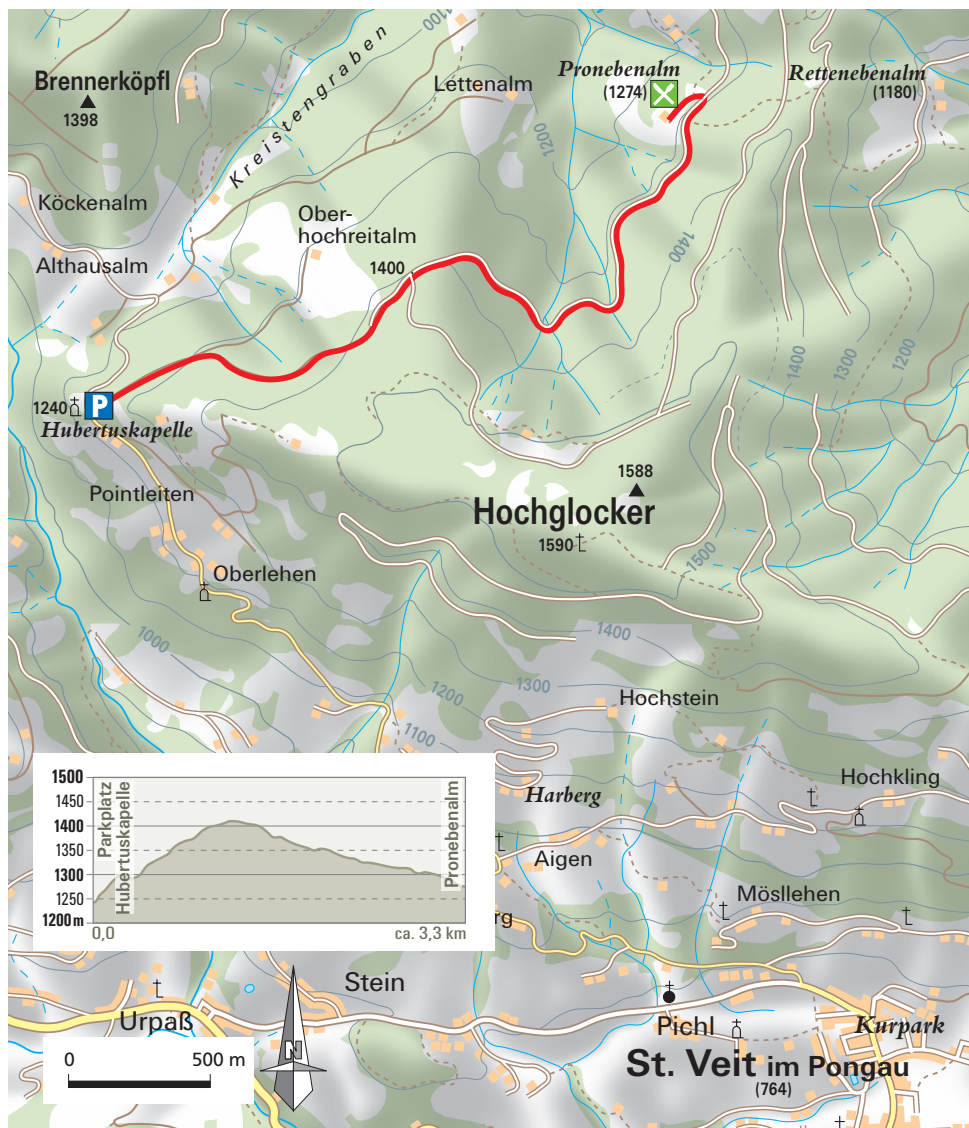 1100
1100
Brennerköpfl
1398
Kreistengraben
Lettenalm
Pronebenalm
(1274)
Rettenebenalm
(1180)
1200
Köckenalm
Ober-
hochreitalm
Althausalm
1400
1400
1400
1300
1200
1240
P
Hubertuskapelle
Pointleiten
1588
Hochglocker
1590
1500
Oberlehen
1000
1400
1300
1200
1100
Hochstein
Hochkling
Harberg
Aigen
Mösllehen
rg
1500
1450
1400
1350
1300
1250
1200 m
Parkplatz
Hubertuskapelle
Pronebenalm
0,0
ca. 3,3 km
Stein
Urpaß
Pichl
Kurpark
St. Veit im Pongau
(764)
0
500 m
N